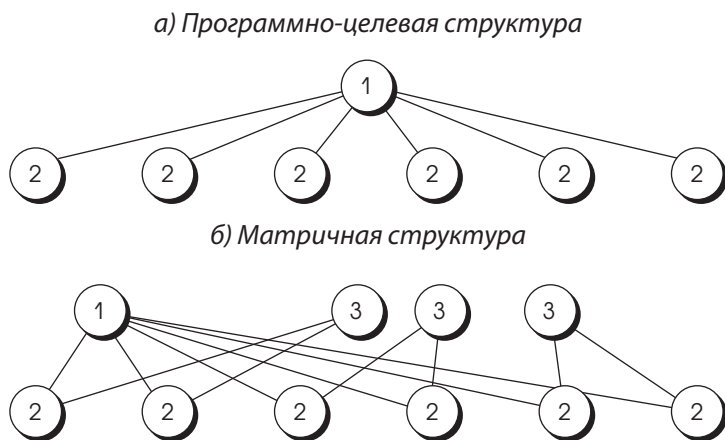 а) Программно-целевая структура
1
2 2 2 2 2 2
б) Матричная структура
1 3 3 3
2 2 2 2 2 2